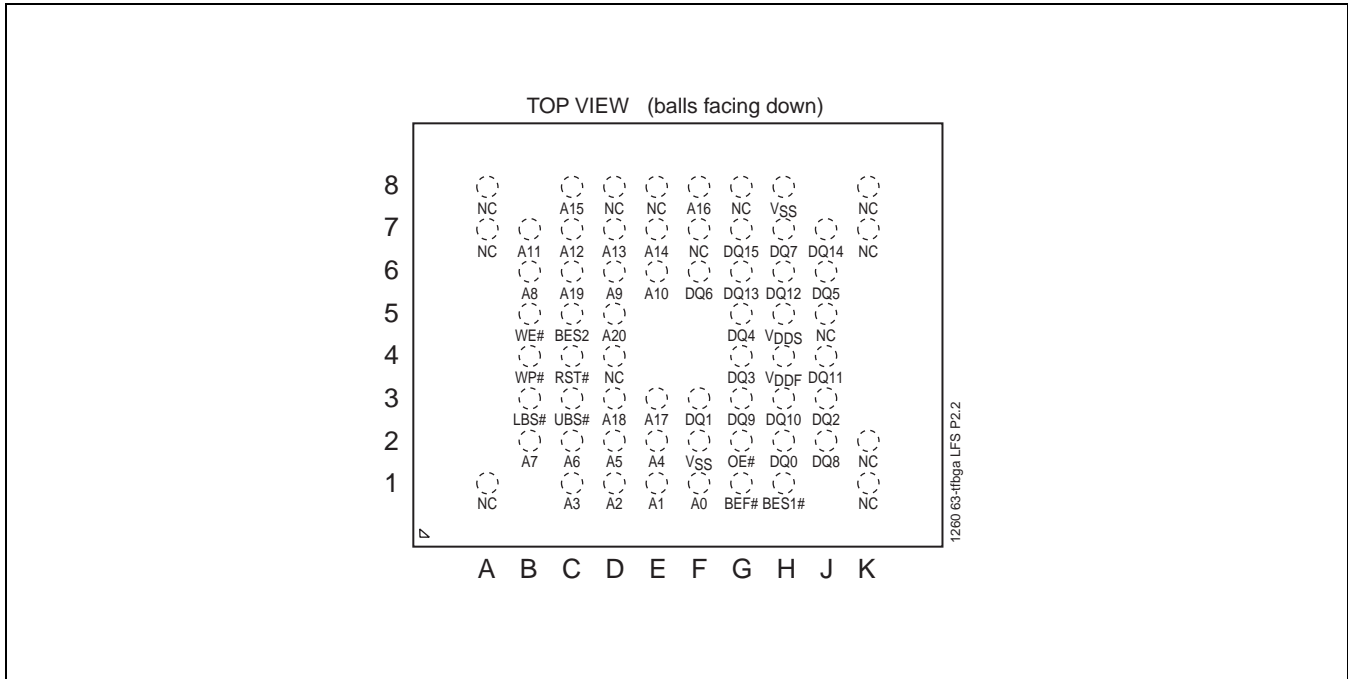 TOP VIEW (balls facing down)
8
NC A15 NC NC A16 NC VSS NC
7
NC A11 A12 A13 A14 NC DQ15 DQ7 DQ14 NC
6
A8 A19 A9 A10 DQ6 DQ13 DQ12 DQ5
5
WE# BES2 A20 DQ4 VDDS NC
4
WP# RST# NC DQ3 VDDF DQ11
3
LBS# UBS# A18 A17 DQ1 DQ9 DQ10 DQ2
2
A7 A6 A5 A4 VSS OE# DQ0 DQ8 NC
1
NC A3 A2 A1 A0 BEF# BES1# NC
A B C D E F G H J K
1260 63-tfbga LFS P2.2